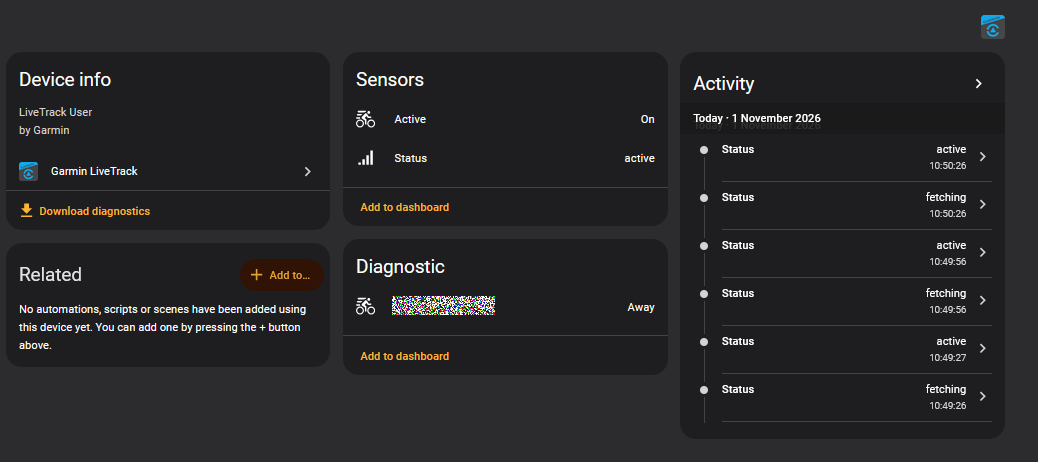 Device info
LiveTrack User
by Garmin
Garmin LiveTrack
Download diagnostics
Related
Add to...
No automations, scripts or scenes have been added using
this device yet. You can add one by pressing the + button
above.
Sensors
Active
On
Status
active
Add to dashboard
Diagnostic
Away
Add to dashboard
Activity
Today · 1 November 2026
Status
active
10:50:26
Status
fetching
10:50:26
Status
active
10:49:56
Status
fetching
10:49:56
Status
active
10:49:27
Status
fetching
10:49:26